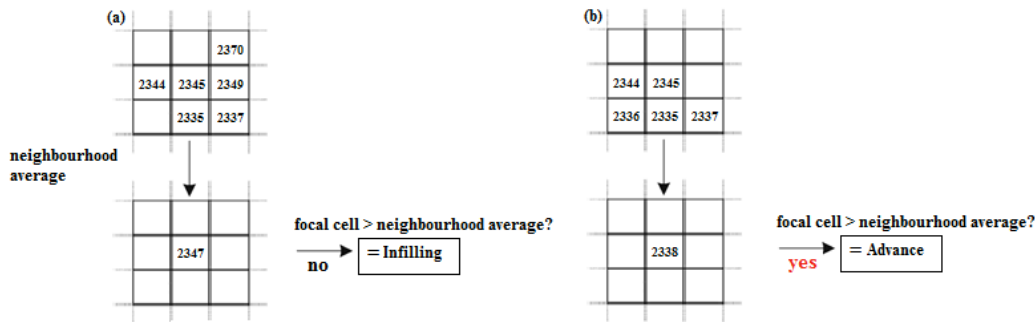 (a)
2370
2344 2345 2349
2335 2337
neighbourhood
average
2347
focal cell > neighbourhood average?
no
= Infilling
(b)
2344 2345
2336 2335 2337
2338
focal cell > neighbourhood average?
yes
= Advance